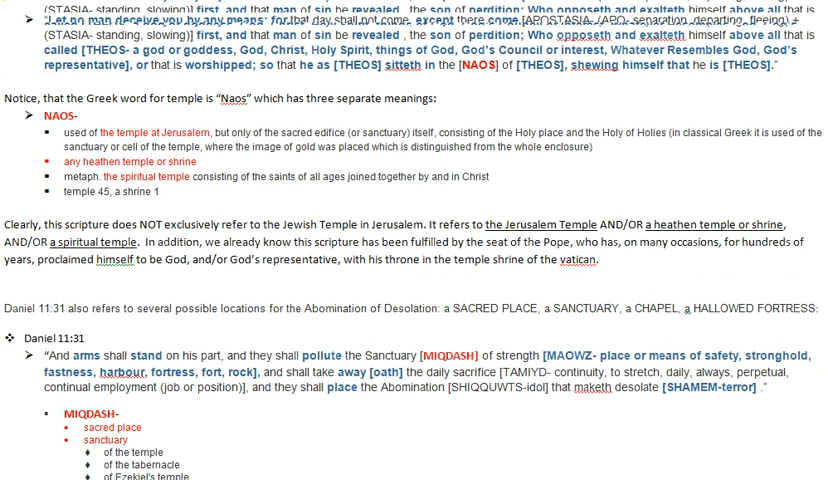 (STASIA- standing, slowing)] first, and that man of sin be revealed , the son of perdition; Who opposeth and exalteth himself above all that is
➢ "Let no man deceive you by any means: for that day shall not come, except there come [APOSTASIA- (APO- separation, departing, fleeing) +
(STASIA- standing, slowing)] first, and that man of sin be revealed , the son of perdition; Who opposeth and exalteth himself above all that is
called [THEOS- a god or goddess, God, Christ, Holy Spirit, things of God, God's Council or interest, Whatever Resembles God, God's
representative], or that is worshipped; so that he as [THEOS] sitteth in the [NAOS] of [THEOS], shewing himself that he is [THEOS]."
Notice, that the Greek word for temple is "Naos" which has three separate meanings:
➢ NAOS-
▪ used of the temple at Jerusalem, but only of the sacred edifice (or sanctuary) itself, consisting of the Holy place and the Holy of Holies (in classical Greek it is used of the
sanctuary or cell of the temple, where the image of gold was placed which is distinguished from the whole enclosure)
▪ any heathen temple or shrine
▪ metaph. the spiritual temple consisting of the saints of all ages joined together by and in Christ
▪ temple 45, a shrine 1
Clearly, this scripture does NOT exclusively refer to the Jewish Temple in Jerusalem. It refers to the Jerusalem Temple AND/OR a heathen temple or shrine,
AND/OR a spiritual temple. In addition, we already know this scripture has been fulfilled by the seat of the Pope, who has, on many occasions, for hundreds of
years, proclaimed himself to be God, and/or God's representative, with his throne in the temple shrine of the vatican.
Daniel 11:31 also refers to several possible locations for the Abomination of Desolation: a SACRED PLACE, a SANCTUARY, a CHAPEL, a HALLOWED FORTRESS:
❖ Daniel 11:31
➢ "And arms shall stand on his part, and they shall pollute the Sanctuary [MIQDASH] of strength [MAOWZ- place or means of safety, stronghold,
fastness, harbour, fortress, fort, rock], and shall take away [oath] the daily sacrifice [TAMIYD- continuity, to stretch, daily, always, perpetual,
continual employment (job or position)], and they shall place the Abomination [SHIQQUWTS-idol] that maketh desolate [SHAMEM-terror] ."
▪ MIQDASH-
• sacred place
• sanctuary
♦ of the temple
♦ of the tabernacle
♦ of Ezekiel's temple